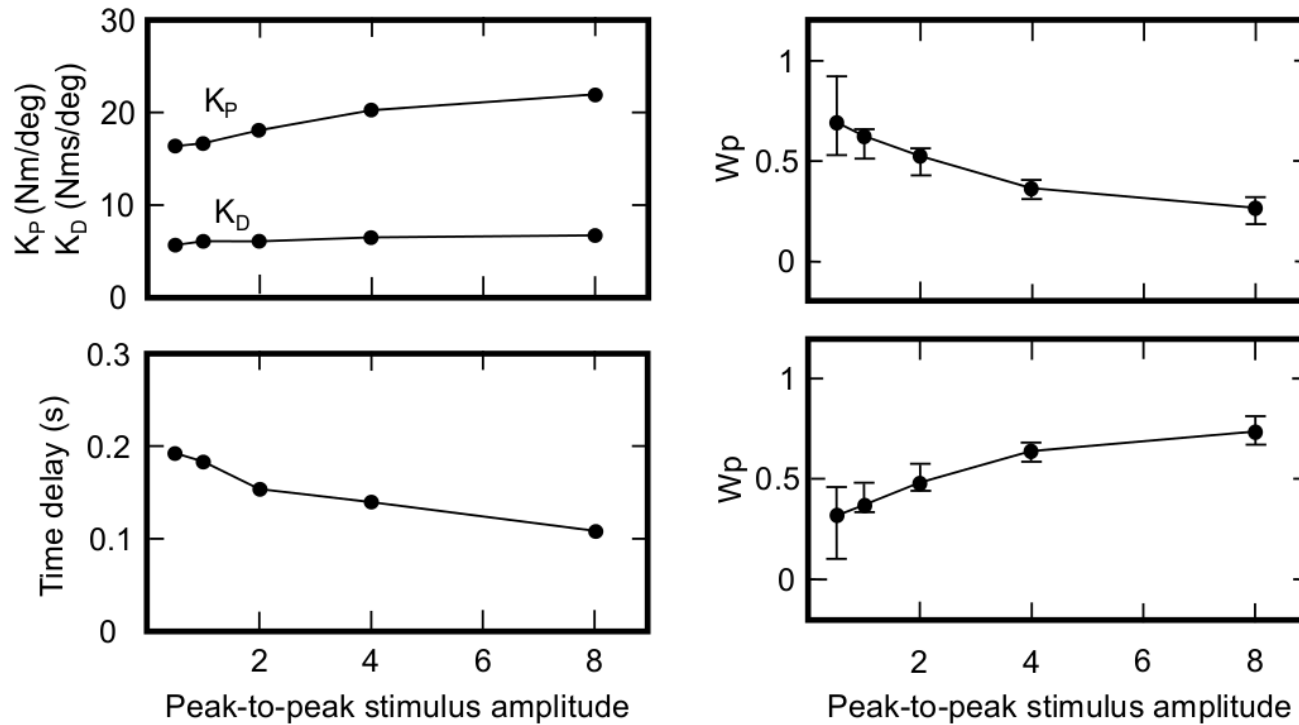 30
20
10
0
K_P (Nm/deg)
K_D (Nms/deg)
K_P
K_D
1
0.5
0
Wp
0.3
0.2
0.1
0
Time delay (s)
2 4 6 8
Peak-to-peak stimulus amplitude
1
0.5
0
Wp
2 4 6 8
Peak-to-peak stimulus amplitude